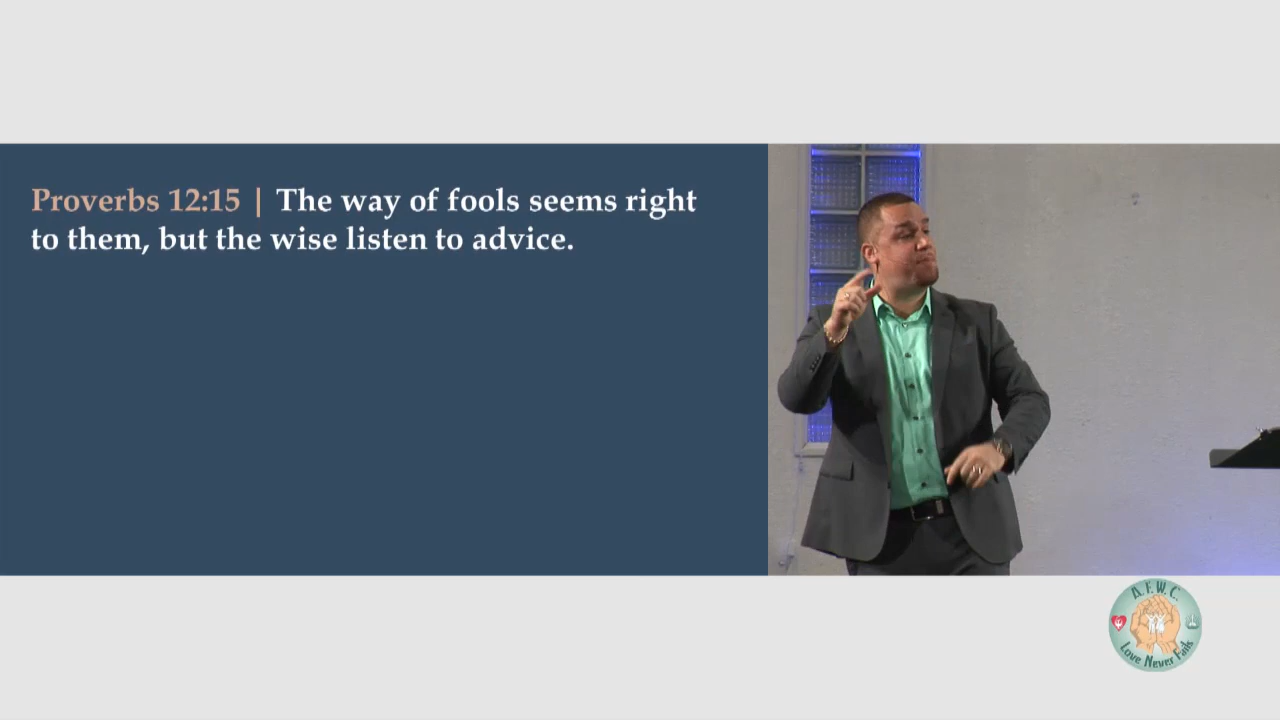 Proverbs 12:15 | The way of fools seems right
to them, but the wise listen to advice.
A.F.W.C.
Love Never Fails